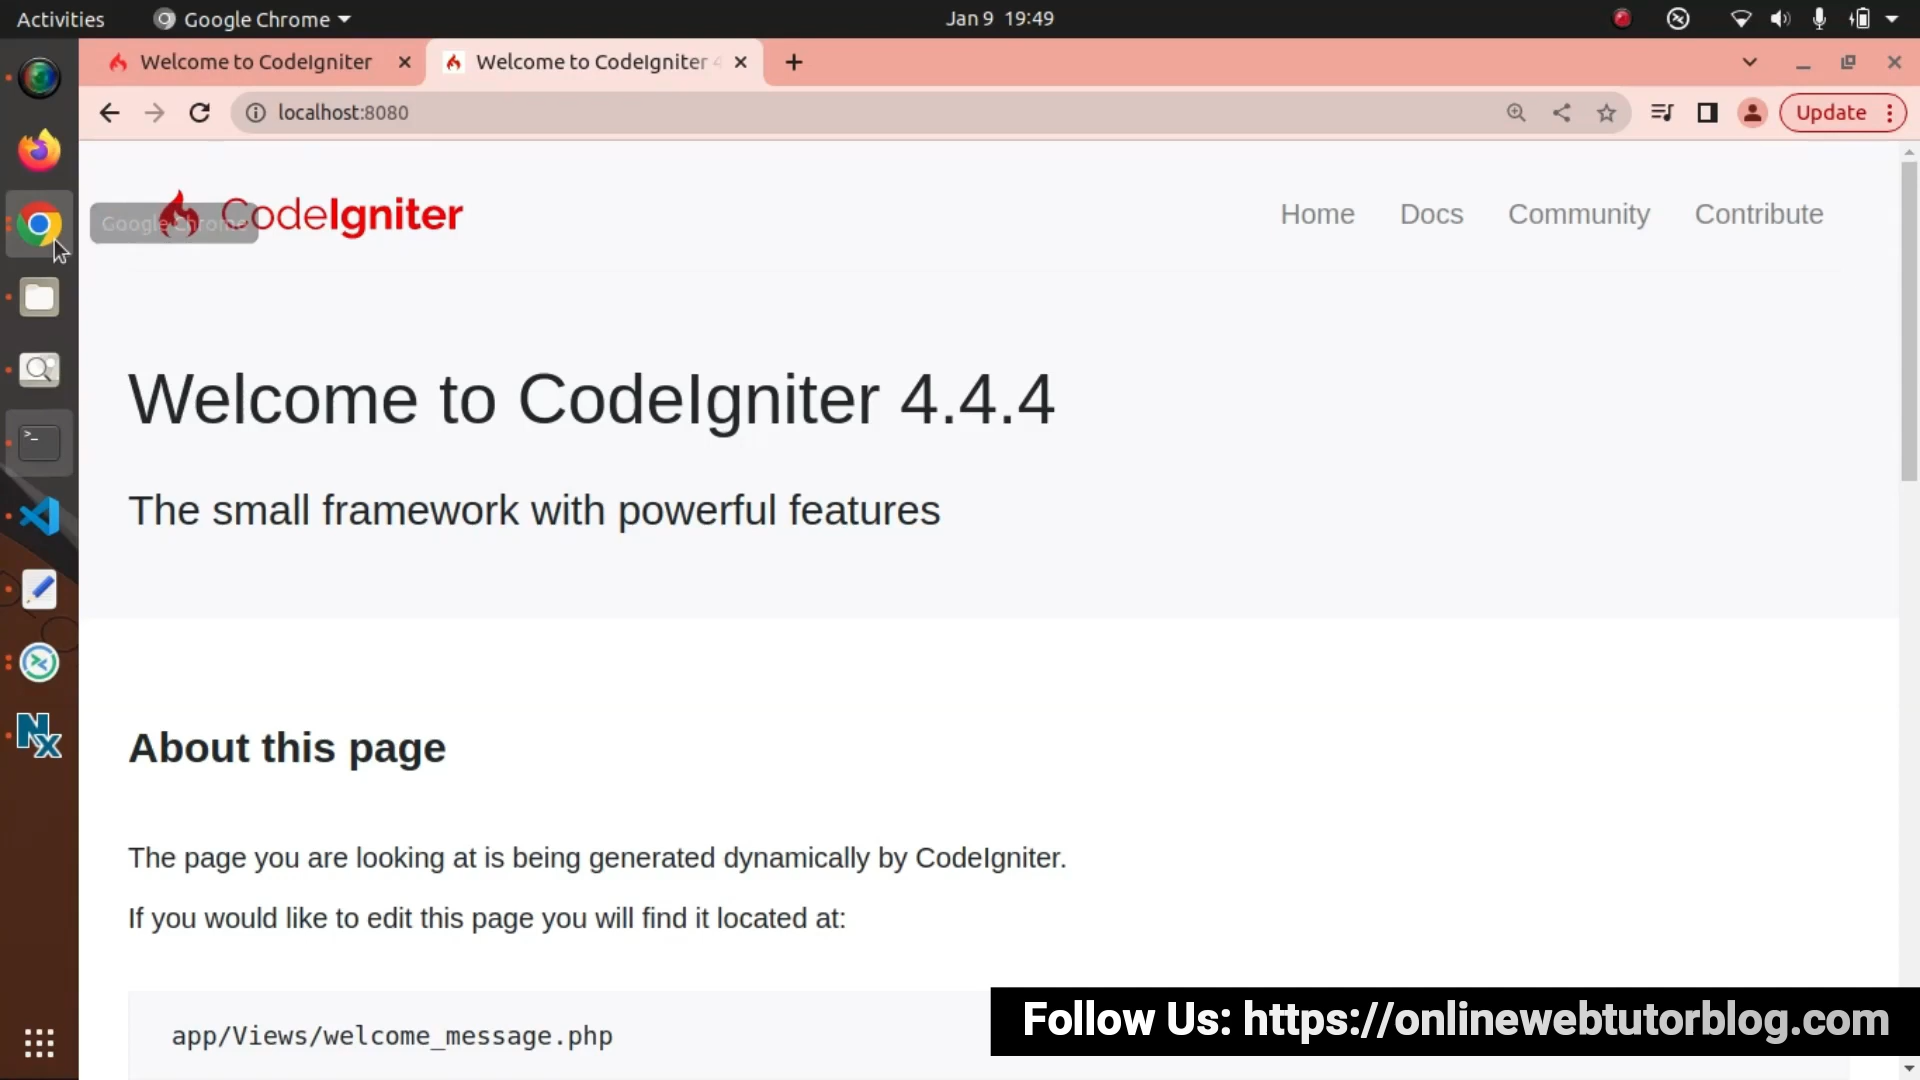 Activities
Google Chrome
Jan 9 19:49
Welcome to CodeIgniter
Welcome to CodeIgniter 4
localhost:8080
Update
Google Chrome
CodeIgniter
Home
Docs
Community
Contribute
Welcome to CodeIgniter 4.4.4
The small framework with powerful features
About this page
The page you are looking at is being generated dynamically by CodeIgniter.
If you would like to edit this page you will find it located at:
app/Views/welcome_message.php
Follow Us: https://onlinewebtutorblog.com